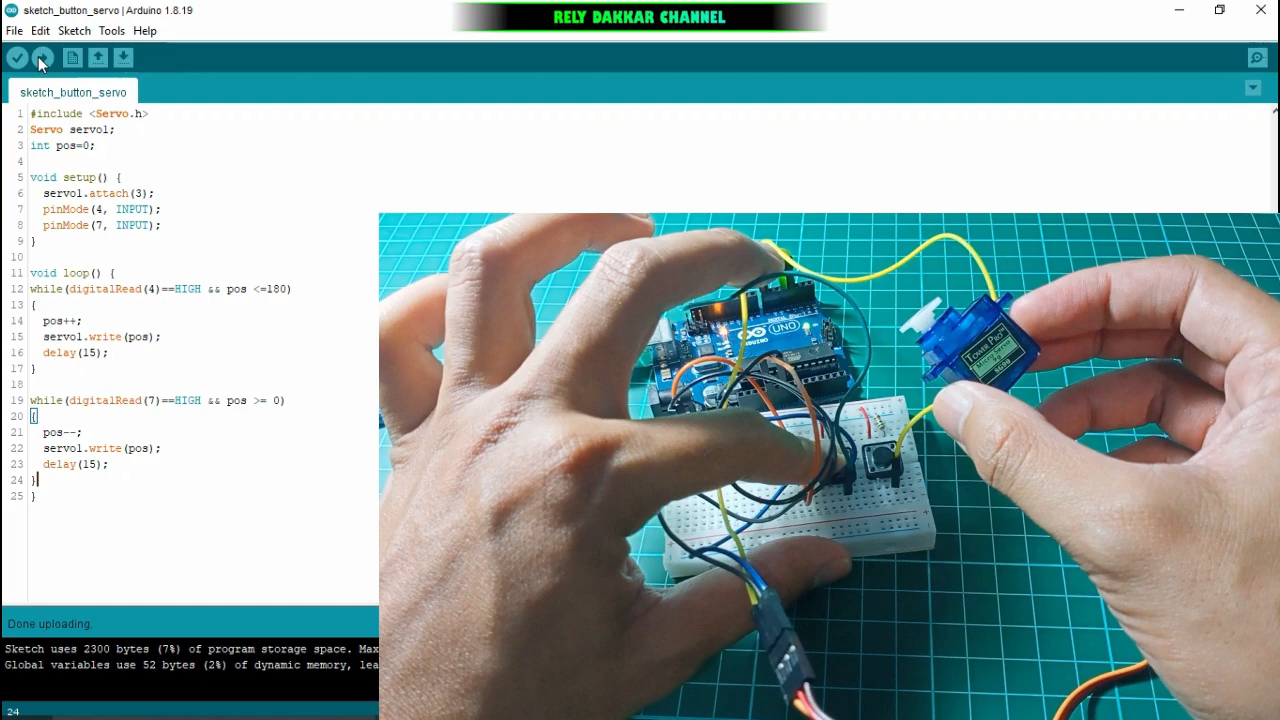 sketch_button_servo | Arduino 1.8.19
RELY DAKKAR CHANNEL
File Edit Sketch Tools Help
sketch_button_servo
1 #include <Servo.h>
2 Servo servo1;
3 int pos=0;
4
5 void setup() {
6 servo1.attach(3);
7 pinMode(4, INPUT);
8 pinMode(7, INPUT);
9 }
10
11 void loop() {
12 while(digitalRead(4)==HIGH && pos <=180)
13 {
14 pos++;
15 servo1.write(pos);
16 delay(15);
17 }
18
19 while(digitalRead(7)==HIGH && pos >= 0)
20 {
21 pos--;
22 servo1.write(pos);
23 delay(15);
24 }
25 }
UNO
TOWER PRO™
SG90
Done uploading.
Sketch uses 2300 bytes (7%) of program storage space. Max
Global variables use 52 bytes (2%) of dynamic memory, lea
24